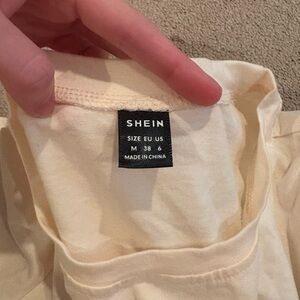 SHEIN
SIZE EU US
M 38 6
MADE IN CHINA